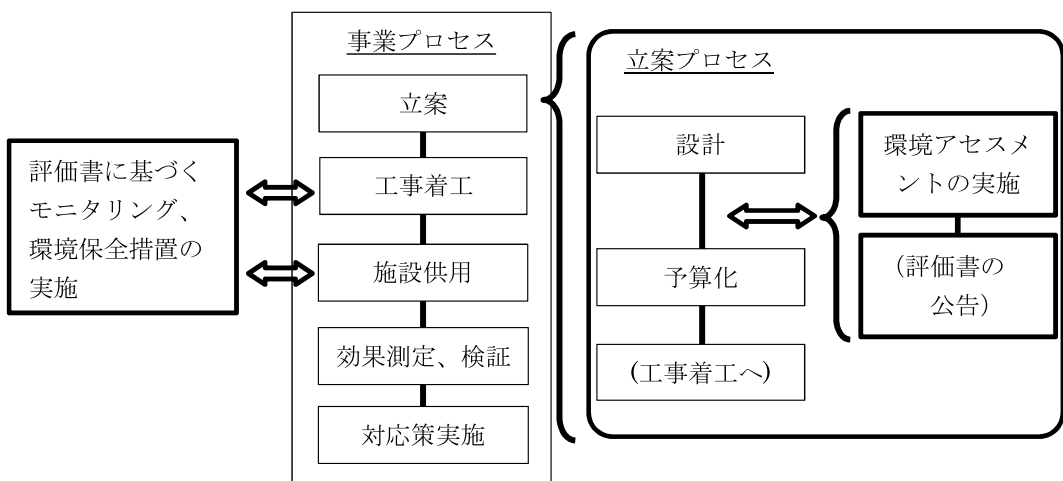 評価書に基づく
モニタリング、
環境保全措置の
実施
事業プロセス
立案
工事着工
施設供用
効果測定、検証
対応策実施
立案プロセス
設計
予算化
(工事着工へ)
環境アセスメ
ントの実施
（評価書の
公告）